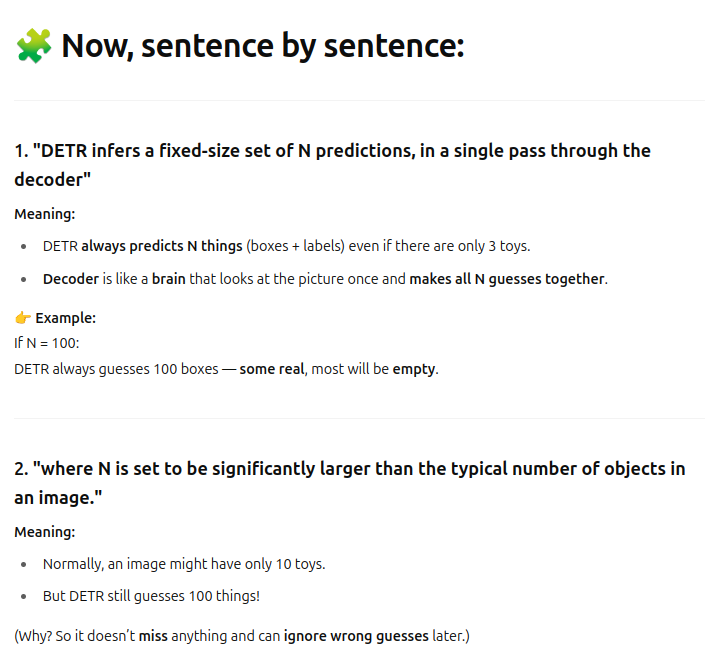 🧩 Now, sentence by sentence:
1. "DETR infers a fixed-size set of N predictions, in a single pass through the
decoder"
Meaning:
• DETR always predicts N things (boxes + labels) even if there are only 3 toys.
• Decoder is like a brain that looks at the picture once and makes all N guesses together.
👉 Example:
If N = 100:
DETR always guesses 100 boxes — some real, most will be empty.
2. "where N is set to be significantly larger than the typical number of objects in
an image."
Meaning:
• Normally, an image might have only 10 toys.
• But DETR still guesses 100 things!
(Why? So it doesn’t miss anything and can ignore wrong guesses later.)